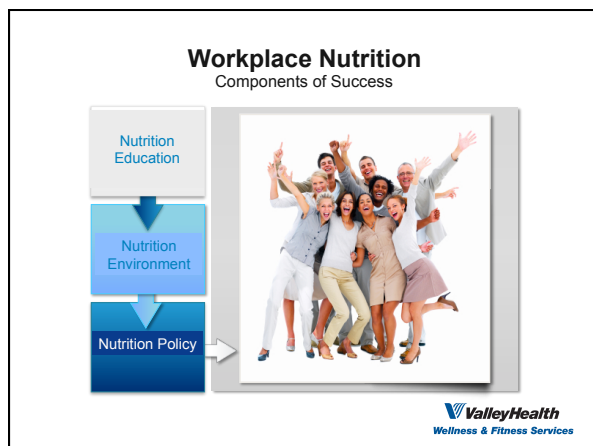 Workplace Nutrition
Components of Success
Nutrition
Education
Nutrition
Environment
Nutrition Policy
ValleyHealth
Wellness & Fitness Services